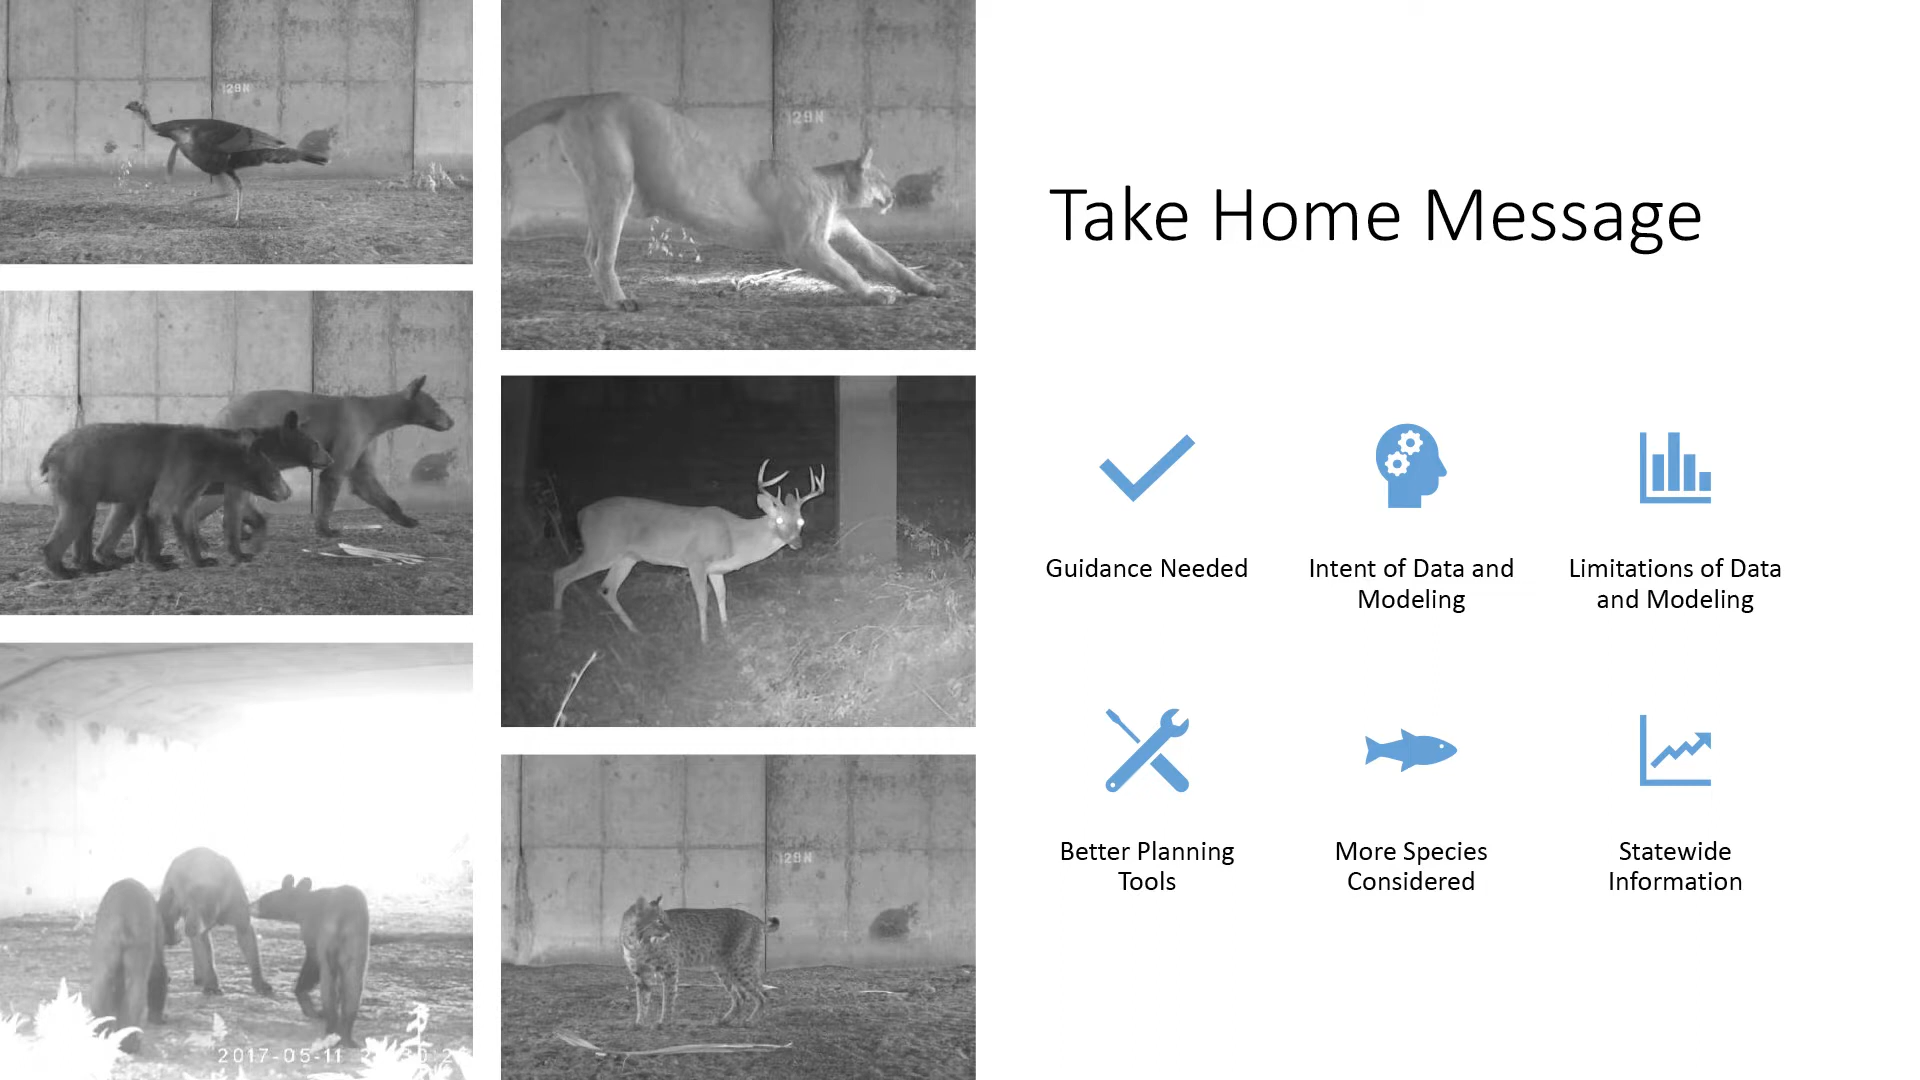 129N
129N
2017-05-11
129N
Take Home Message
Guidance Needed
Intent of Data and
Modeling
Limitations of Data
and Modeling
Better Planning
Tools
More Species
Considered
Statewide
Information